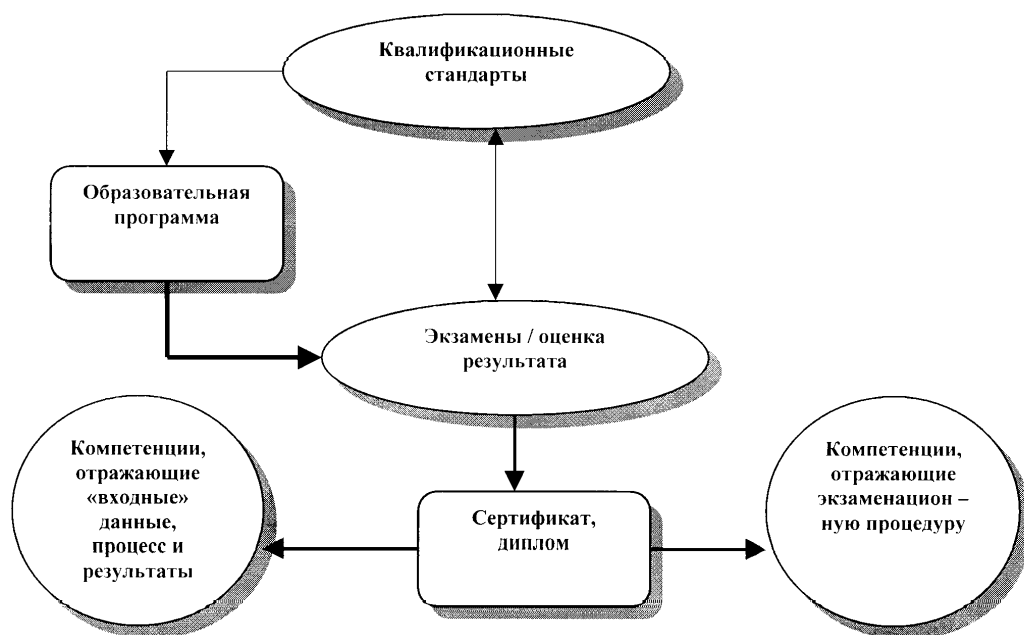 Квалификационные
стандарты
Образовательная
программа
Экзамены / оценка
результата
Компетенции,
отражающие
«входные»
данные,
процесс и
результаты
Сертификат,
диплом
Компетенции,
отражающие
экзаменацион –
ную процедуру